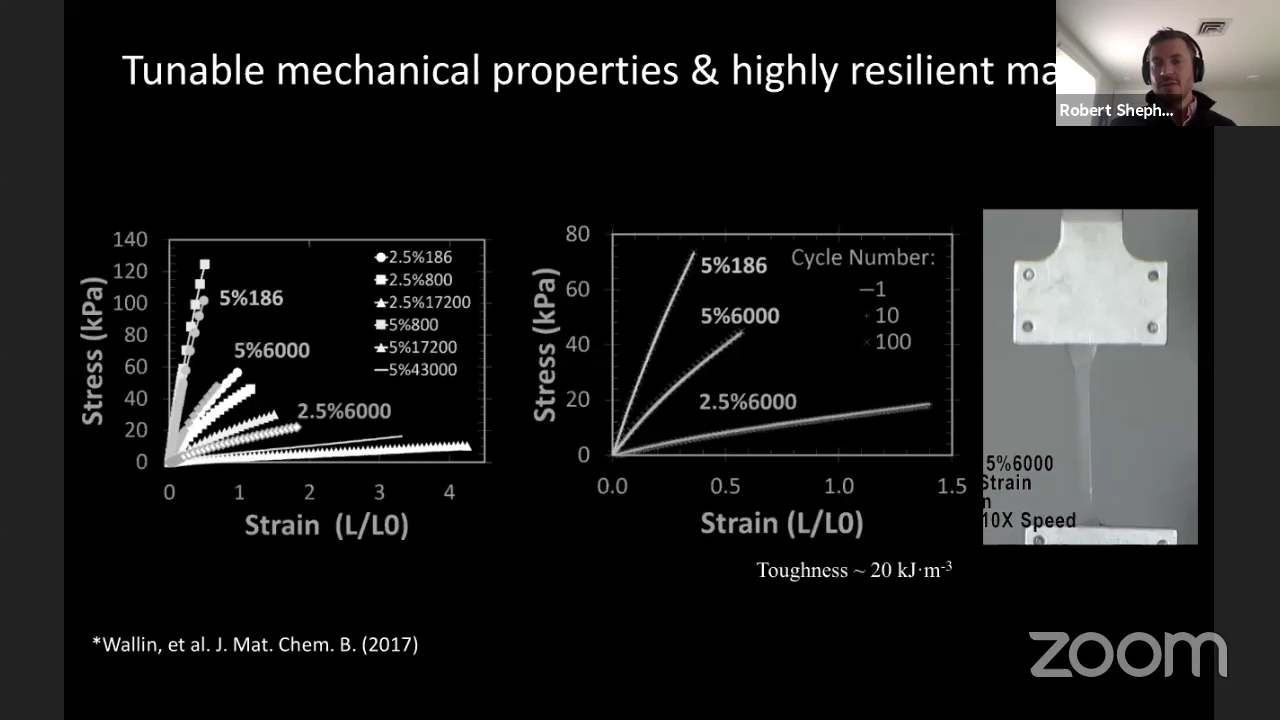 Tunable mechanical properties & highly resilient ma
Robert Sheph...
140
120
100
80
60
40
20
0
Stress (kPa)
5%186
5%6000
2.5%6000
2.5%186
2.5%800
2.5%17200
5%800
5%17200
5%43000
0 1 2 3 4
Strain (L/L0)
80
60
40
20
0
Stress (kPa)
5%186
5%6000
2.5%6000
Cycle Number:
1
10
100
0.0 0.5 1.0 1.5
Strain (L/L0)
5%6000
Strain
n
10X Speed
Toughness ~ 20 kJ·m-3
*Wallin, et al. J. Mat. Chem. B. (2017)
zoom